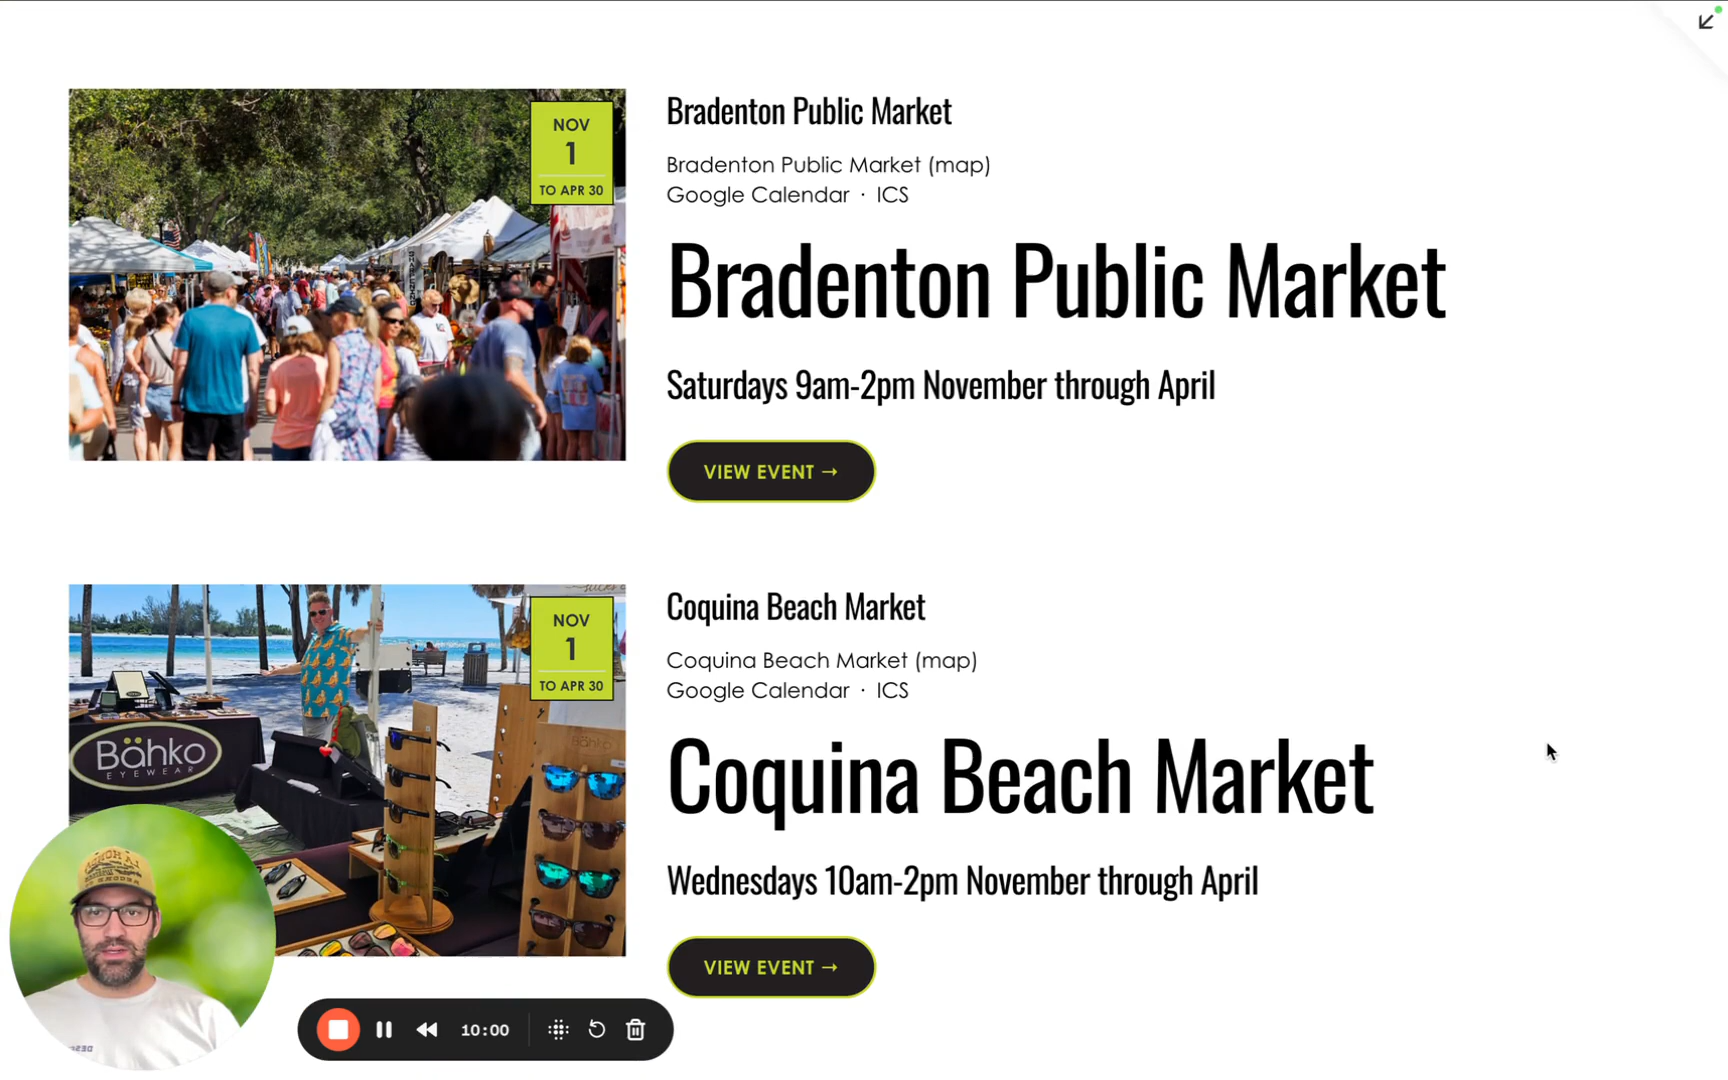 NOV
1
TO APR 30
Bradenton Public Market
Bradenton Public Market (map)
Google Calendar · ICS
Bradenton Public Market
Saturdays 9am-2pm November through April
VIEW EVENT →
NOV
1
TO APR 30
Bähko
EYEWEAR
Coquina Beach Market
Coquina Beach Market (map)
Google Calendar · ICS
Coquina Beach Market
Wednesdays 10am-2pm November through April
VIEW EVENT →
10:00